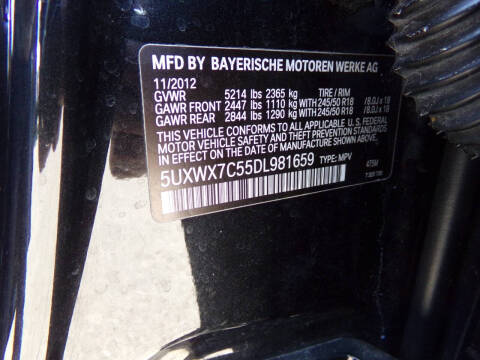 MFD BY BAYERISCHE MOTOREN WERKE AG
11/2012
GVWR 5214 lbs 2365 kg TIRE / RIM
GAWR FRONT 2447 lbs 1110 kg WITH 245/50 R18 /8.0J x 18
GAWR REAR 2844 lbs 1290 kg WITH 245/50 R18 /8.0J x 18
THIS VEHICLE CONFORMS TO ALL APPLICABLE U.S. FEDERAL
MOTOR VEHICLE SAFETY AND THEFT PREVENTION STANDARDS
IN EFFECT ON THE DATE OF MANUFACTURE SHOWN ABOVE.
5UXWX7C55DL981659 TYPE: MPV 475M